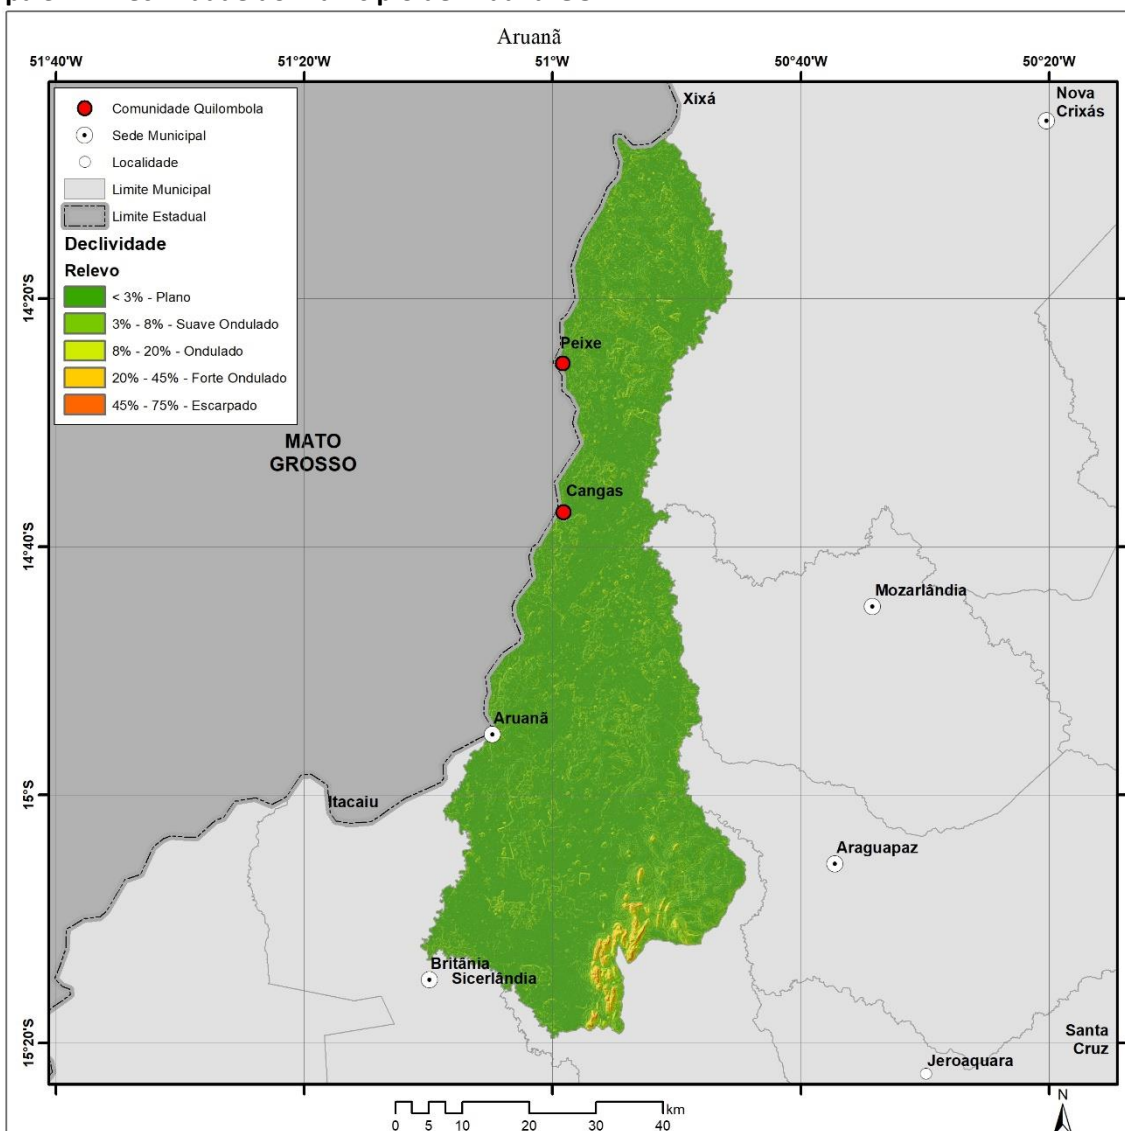 Aruanã
51°40'W 51°20'W 51°W 50°40'W 50°20'W
Comunidade Quilombola
Sede Municipal
Localidade
Limite Municipal
Limite Estadual
Declividade
Relevo
< 3% - Plano
3% - 8% - Suave Ondulado
8% - 20% - Ondulado
20% - 45% - Forte Ondulado
45% - 75% - Escarpado
Xixá
Nova
Crixás
14°20'S
Peixe
MATO
GROSSO
Cangas
14°40'S
Mozarlândia
Aruanã
15°S
Itacaiu
Araguapaz
Britânia
Sicerlândia
15°20'S
Santa
Cruz
Jeroaquara
0 5 10 20 30 40 km
N